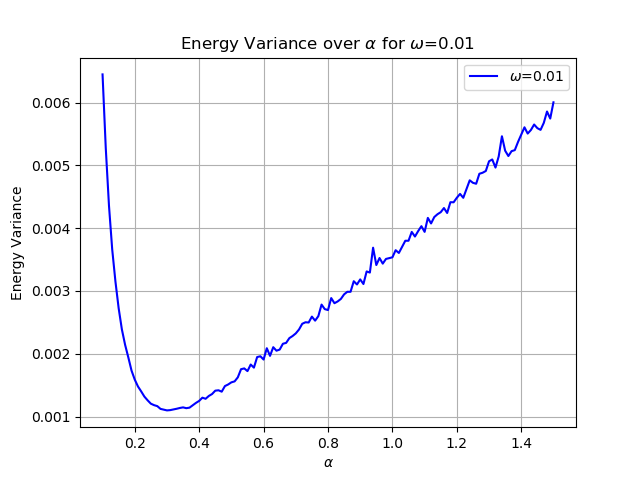 Energy Variance over α for ω=0.01
ω=0.01
Energy Variance
0.006
0.005
0.004
0.003
0.002
0.001
0.2 0.4 0.6 0.8 1.0 1.2 1.4
α